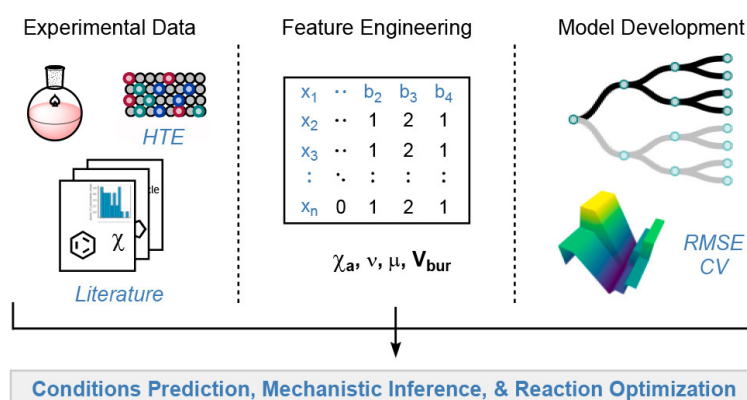 Experimental Data
Feature Engineering
Model Development
HTE
χ
Literature
x1 ·· b2 b3 b4
x2 ·· 1 2 1
x3 ·· 1 2 1
: ⋱ : : :
xn 0 1 2 1
χa, ν, μ, Vbur
RMSE
CV
Conditions Prediction, Mechanistic Inference, & Reaction Optimization